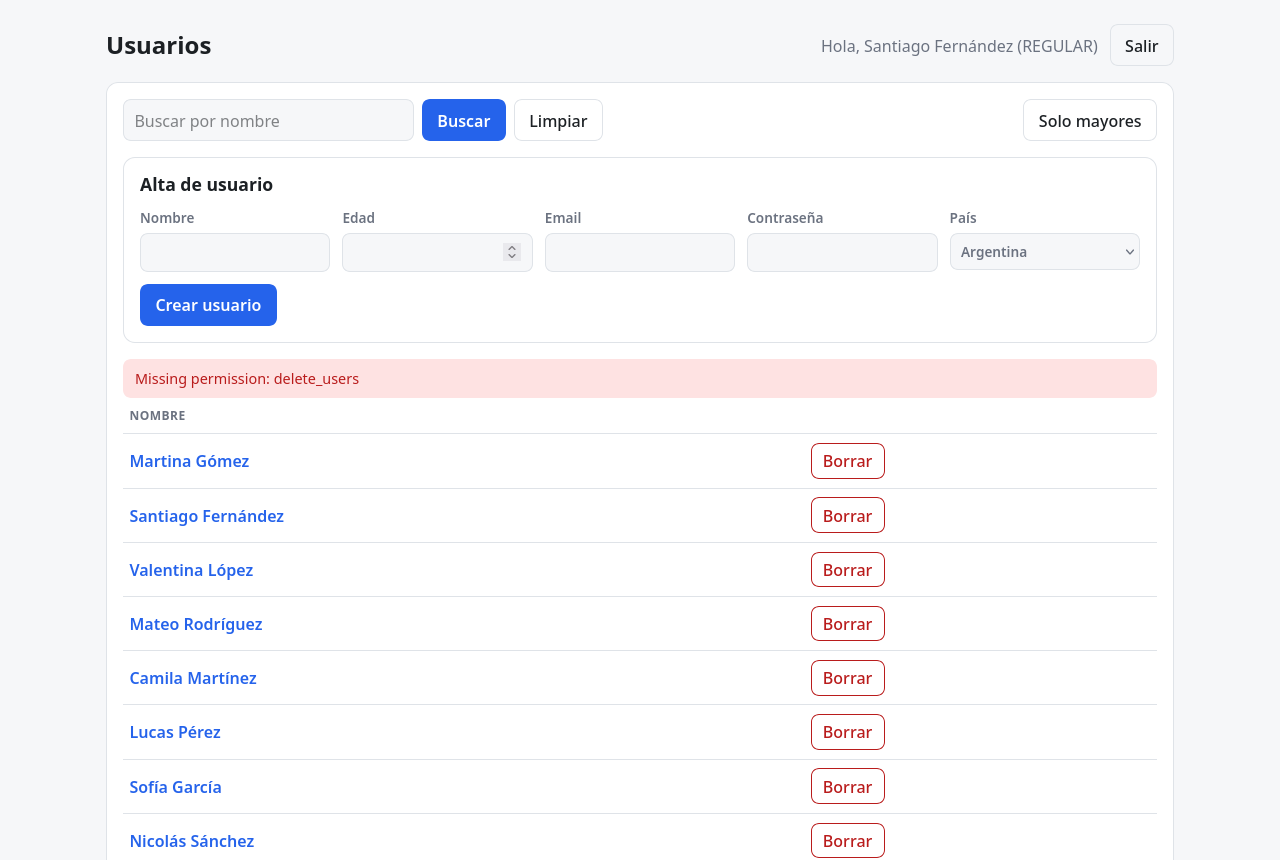 Usuarios
Hola, Santiago Fernández (REGULAR)
Salir
Buscar por nombre
Buscar
Limpiar
Solo mayores
Alta de usuario
Nombre
Edad
Email
Contraseña
País
Argentina
Crear usuario
Missing permission: delete_users
NOMBRE
Martina Gómez
Borrar
Santiago Fernández
Borrar
Valentina López
Borrar
Mateo Rodríguez
Borrar
Camila Martínez
Borrar
Lucas Pérez
Borrar
Sofía García
Borrar
Nicolás Sánchez
Borrar